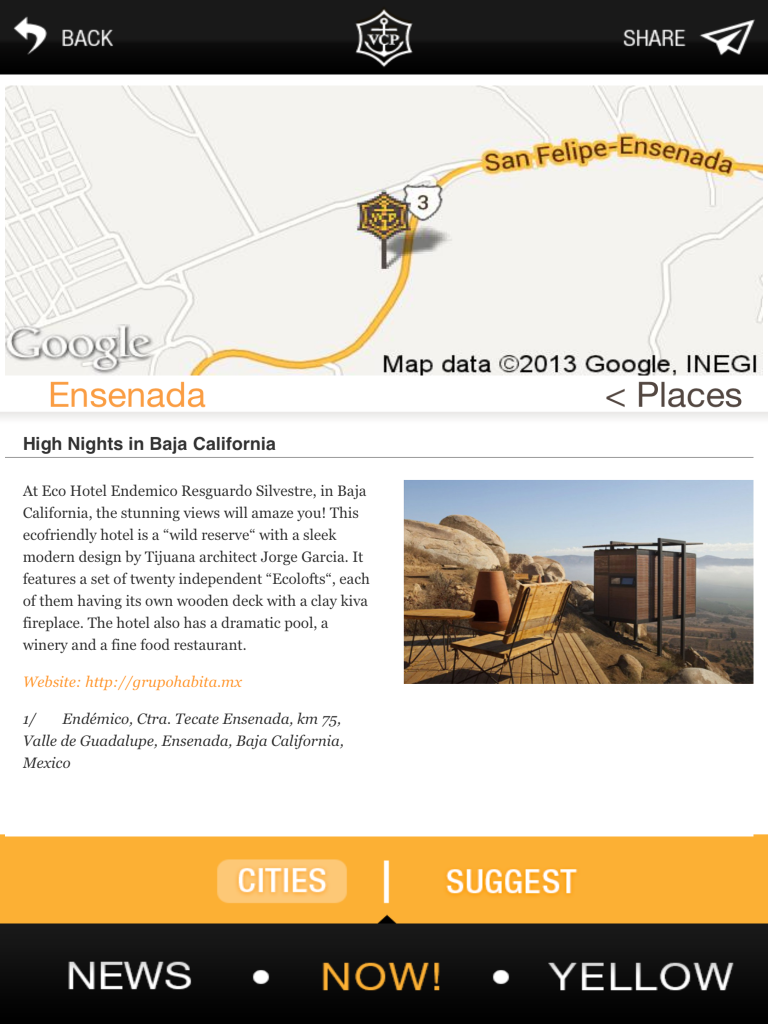 BACK
VCP
SHARE
San Felipe-Ensenada
3
VCP
Google
Map data ©2013 Google, INEGI
Ensenada
< Places
High Nights in Baja California
At Eco Hotel Endemico Resguardo Silvestre, in Baja
California, the stunning views will amaze you! This
ecofriendly hotel is a “wild reserve“ with a sleek
modern design by Tijuana architect Jorge Garcia. It
features a set of twenty independent “Ecolofts“, each
of them having its own wooden deck with a clay kiva
fireplace. The hotel also has a dramatic pool, a
winery and a fine food restaurant.
Website: http://grupohabita.mx
1/ Endémico, Ctra. Tecate Ensenada, km 75,
Valle de Guadalupe, Ensenada, Baja California,
Mexico
CITIES | SUGGEST
NEWS • NOW! • YELLOW